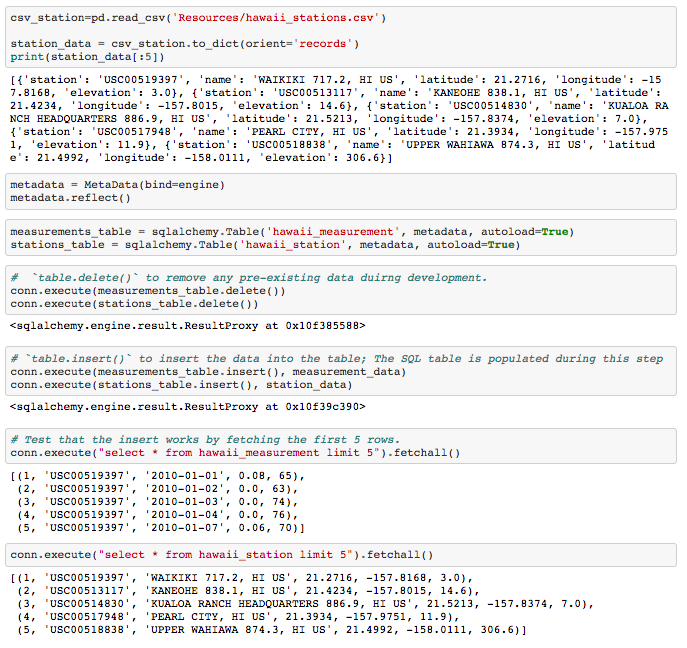 csv_station=pd.read_csv('Resources/hawaii_stations.csv')
station_data = csv_station.to_dict(orient='records')
print(station_data[:5])
[{'station': 'USC00519397', 'name': 'WAIKIKI 717.2, HI US', 'latitude': 21.2716, 'longitude': -15
7.8168, 'elevation': 3.0}, {'station': 'USC00513117', 'name': 'KANEOHE 838.1, HI US', 'latitude':
21.4234, 'longitude': -157.8015, 'elevation': 14.6}, {'station': 'USC00514830', 'name': 'KUALOA RA
NCH HEADQUARTERS 886.9, HI US', 'latitude': 21.5213, 'longitude': -157.8374, 'elevation': 7.0},
{'station': 'USC00517948', 'name': 'PEARL CITY, HI US', 'latitude': 21.3934, 'longitude': -157.975
1, 'elevation': 11.9}, {'station': 'USC00518838', 'name': 'UPPER WAHIAWA 874.3, HI US', 'latitud
e': 21.4992, 'longitude': -158.0111, 'elevation': 306.6}]
metadata = MetaData(bind=engine)
metadata.reflect()
measurements_table = sqlalchemy.Table('hawaii_measurement', metadata, autoload=True)
stations_table = sqlalchemy.Table('hawaii_station', metadata, autoload=True)
#  `table.delete()` to remove any pre-existing data duirng development.
conn.execute(measurements_table.delete())
conn.execute(stations_table.delete())
<sqlalchemy.engine.result.ResultProxy at 0x10f385588>
# `table.insert()` to insert the data into the table; The SQL table is populated during this step
conn.execute(measurements_table.insert(), measurement_data)
conn.execute(stations_table.insert(), station_data)
<sqlalchemy.engine.result.ResultProxy at 0x10f39c390>
# Test that the insert works by fetching the first 5 rows.
conn.execute("select * from hawaii_measurement limit 5").fetchall()
[(1, 'USC00519397', '2010-01-01', 0.08, 65),
(2, 'USC00519397', '2010-01-02', 0.0, 63),
(3, 'USC00519397', '2010-01-03', 0.0, 74),
(4, 'USC00519397', '2010-01-04', 0.0, 76),
(5, 'USC00519397', '2010-01-07', 0.06, 70)]
conn.execute("select * from hawaii_station limit 5").fetchall()
[(1, 'USC00519397', 'WAIKIKI 717.2, HI US', 21.2716, -157.8168, 3.0),
(2, 'USC00513117', 'KANEOHE 838.1, HI US', 21.4234, -157.8015, 14.6),
(3, 'USC00514830', 'KUALOA RANCH HEADQUARTERS 886.9, HI US', 21.5213, -157.8374, 7.0),
(4, 'USC00517948', 'PEARL CITY, HI US', 21.3934, -157.9751, 11.9),
(5, 'USC00518838', 'UPPER WAHIAWA 874.3, HI US', 21.4992, -158.0111, 306.6)]